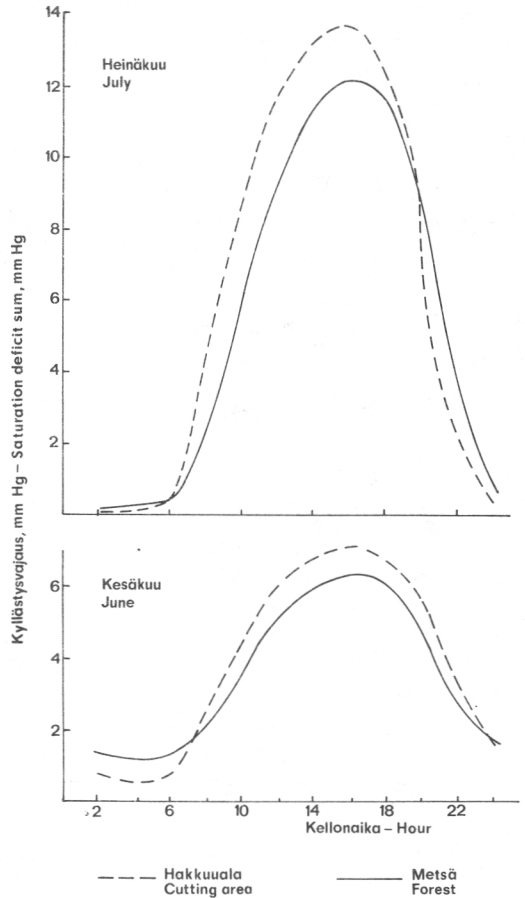 14
Heinäkuu
July
12
10
8
6
4
2
Kyllästysvajaus, mm Hg – Saturation deficit sum, mm Hg
Kesäkuu
June
6
4
2
2 6 10 14 18 22
Kellonaika – Hour
Hakkuuala
Cutting area
Metsä
Forest